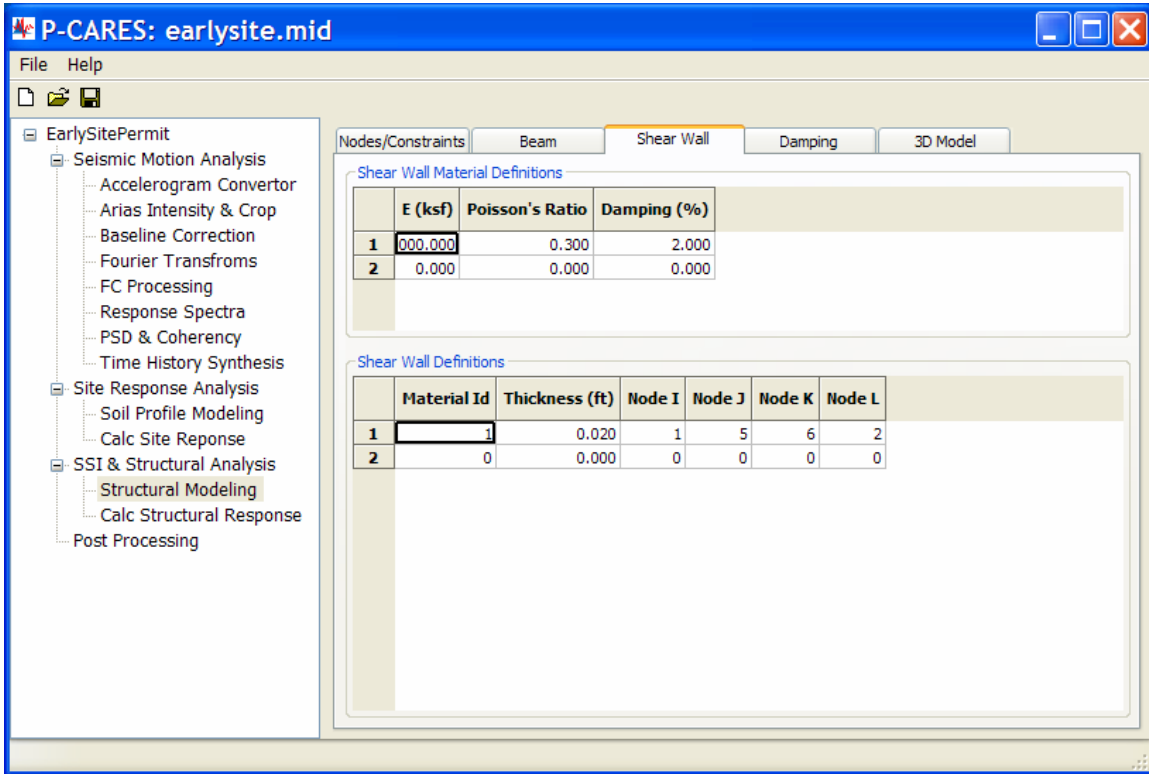 P-CARES: earlysite.mid
File Help
EarlySitePermit
Seismic Motion Analysis
Accelerogram Convertor
Arias Intensity & Crop
Baseline Correction
Fourier Transfroms
FC Processing
Response Spectra
PSD & Coherency
Time History Synthesis
Site Response Analysis
Soil Profile Modeling
Calc Site Reponse
SSI & Structural Analysis
Structural Modeling
Calc Structural Response
Post Processing
Nodes/Constraints Beam Shear Wall Damping 3D Model
Shear Wall Material Definitions
E (ksf) Poisson's Ratio Damping (%)
1 000.000 0.300 2.000
2 0.000 0.000 0.000
Shear Wall Definitions
Material Id Thickness (ft) Node I Node J Node K Node L
1 1 0.020 1 5 6 2
2 0 0.000 0 0 0 0